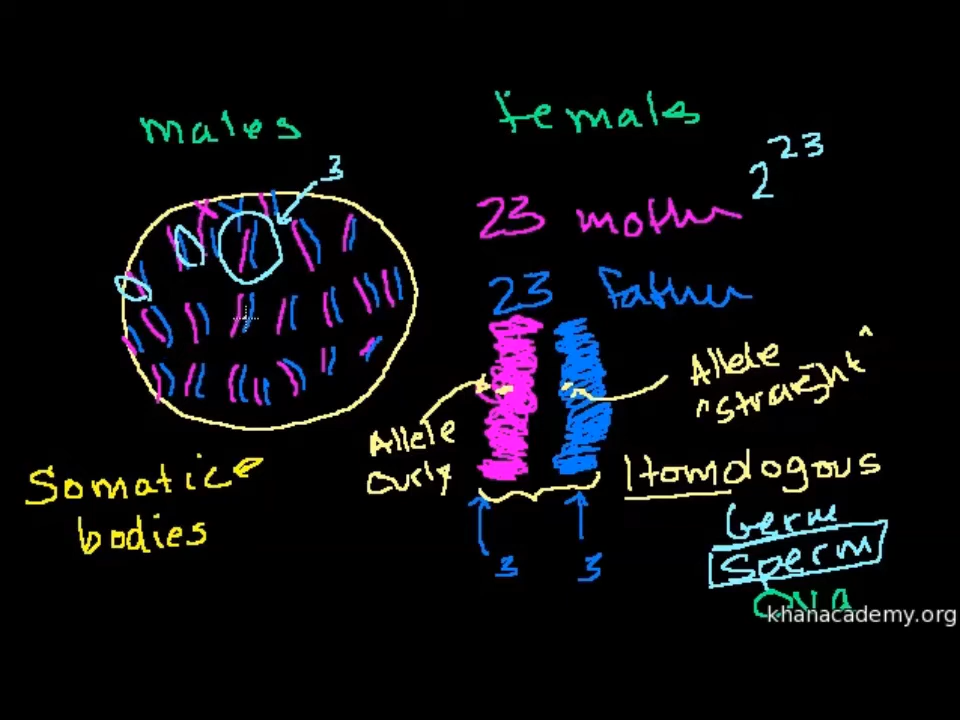 males
females
3
2^23
23 mother
23 father
Allele
"straight"
Allele
curly
Homologous
Somatic
bodies
Germ
Sperm
Ova
3
3
khanacademy.org